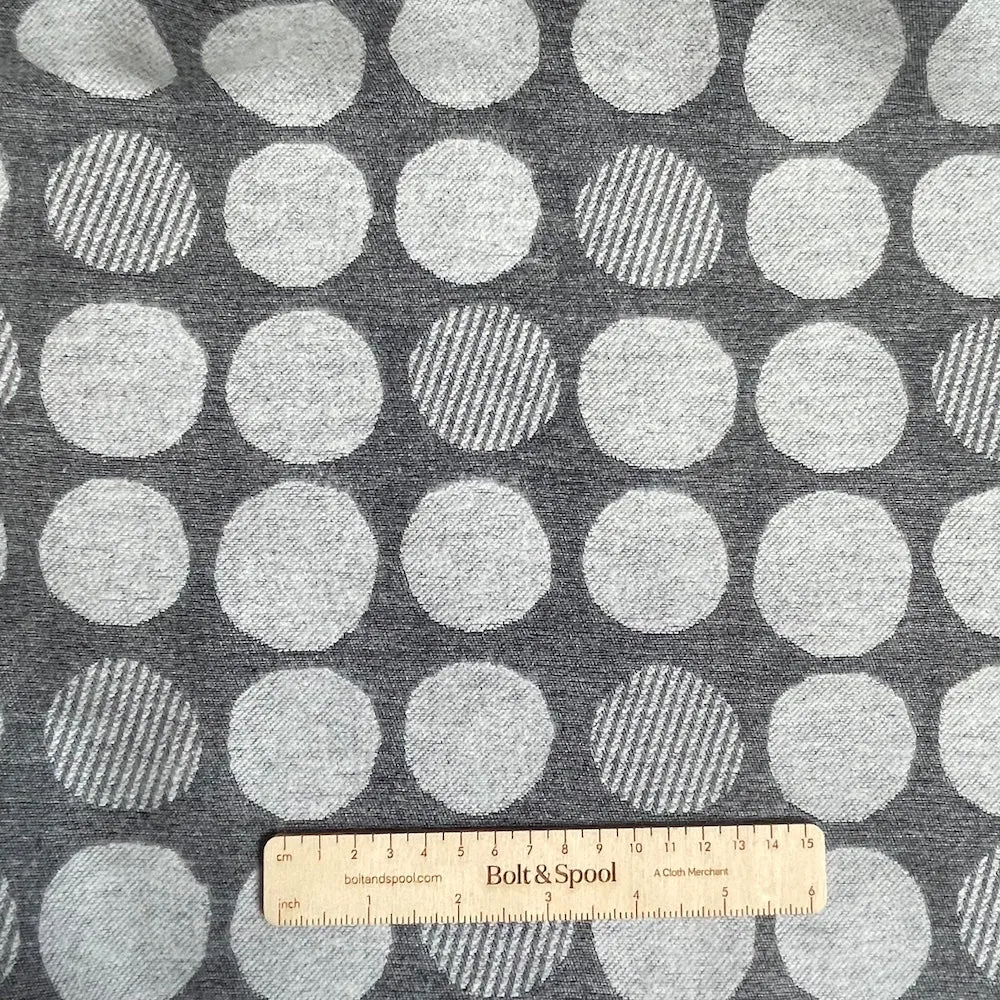 cm 1 2 3 4 5 6 7 8 9 10 11 12 13 14 15
boltandspool.com Bolt & Spool A Cloth Merchant
inch 1 2 3 4 5 6